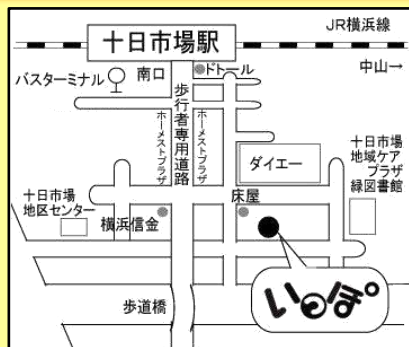 JR横浜線
十日市場駅
中山→
バスターミナル
南口
ドトール
歩行者専用道路
ホーメストプラザ
ホーメストプラザ
ダイエー
十日市場
地域ケア
プラザ
緑図書館
十日市場
地区センター
横浜信金
床屋
歩道橋
いっぽ。